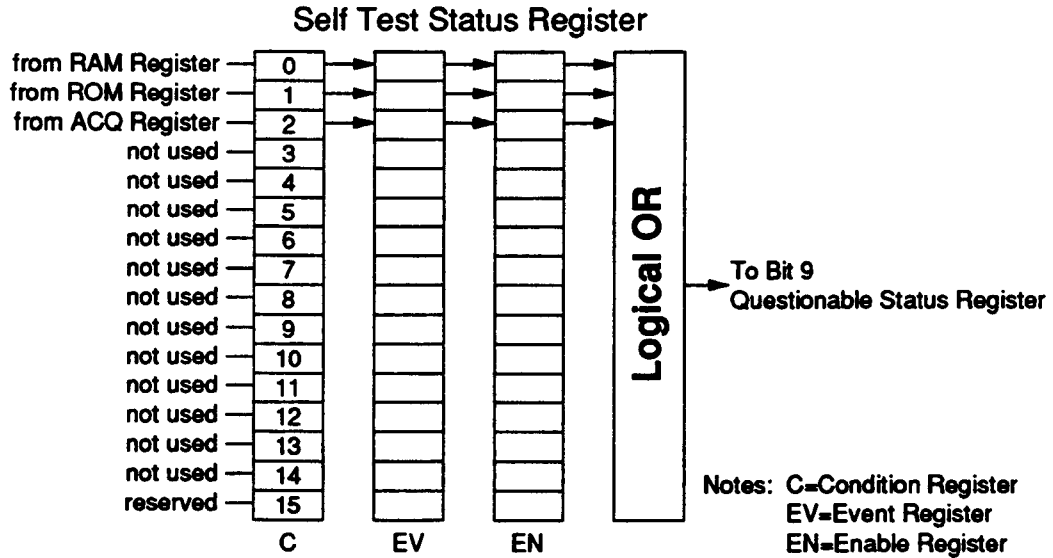 Self Test Status Register
from RAM Register 0
from ROM Register 1
from ACQ Register 2
not used 3
not used 4
not used 5
not used 6
not used 7
not used 8
not used 9
not used 10
not used 11
not used 12
not used 13
not used 14
reserved 15
C EV EN
Logical OR
To Bit 9
Questionable Status Register
Notes: C=Condition Register
EV=Event Register
EN=Enable Register